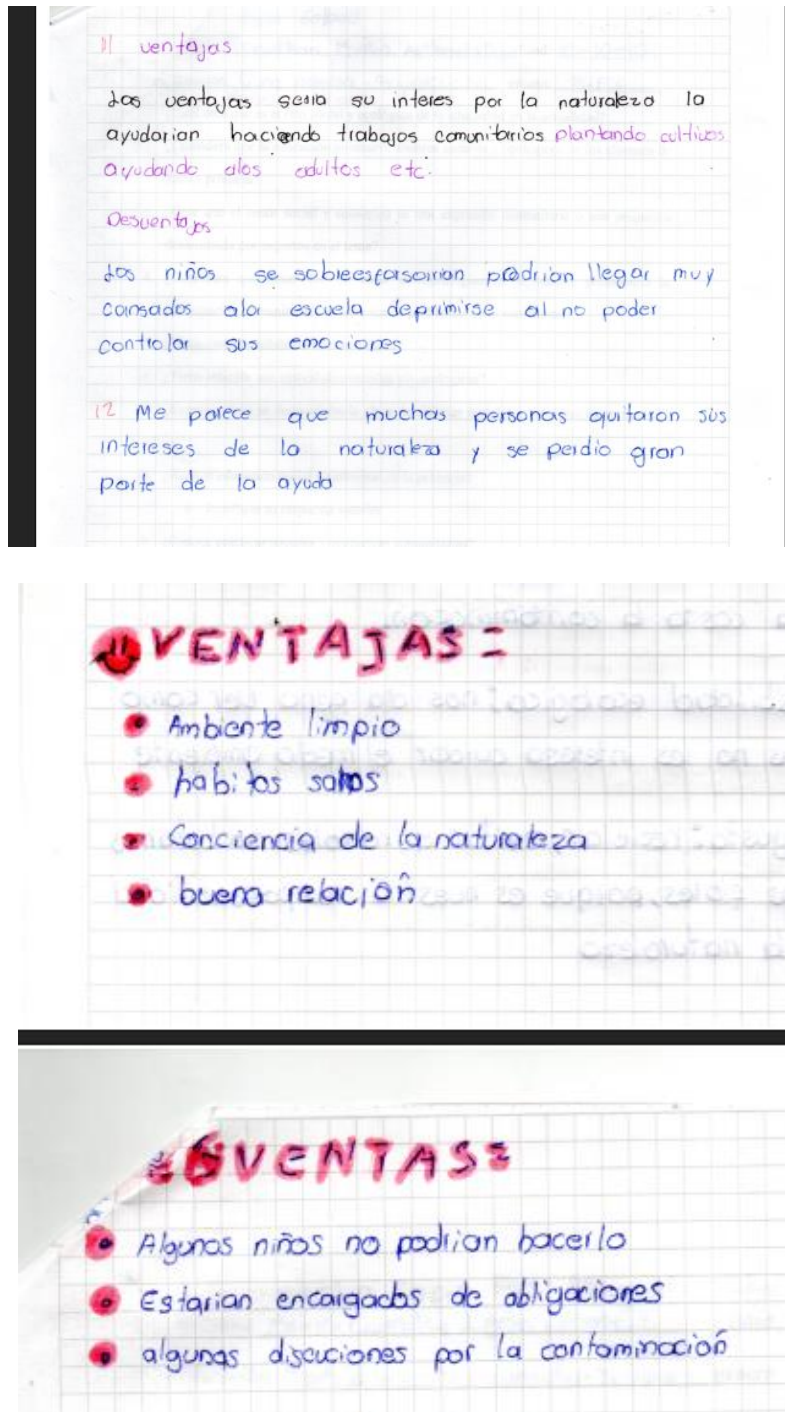 11 ventajas
Las ventajas seria su interes por la naturaleza la
ayudarian haciendo trabajos comunitarios plantando cultivos
ayudando alos adultos etc.
Desventajas
Los niños se sobreesforsarian podrian llegar muy
cansados ala escuela deprimirse al no poder
controlar sus emociones
12 Me parece que muchas personas quitaron sus
intereses de la naturaleza y se perdio gran
parte de la ayuda
VENTAJAS:
Ambiente limpio
habitos sanos
Conciencia de la naturaleza
buena relación
VENTAS:
Algunos niños no podrian hacerlo
Estarian encargados de obligaciones
algunas discuciones por la contaminación